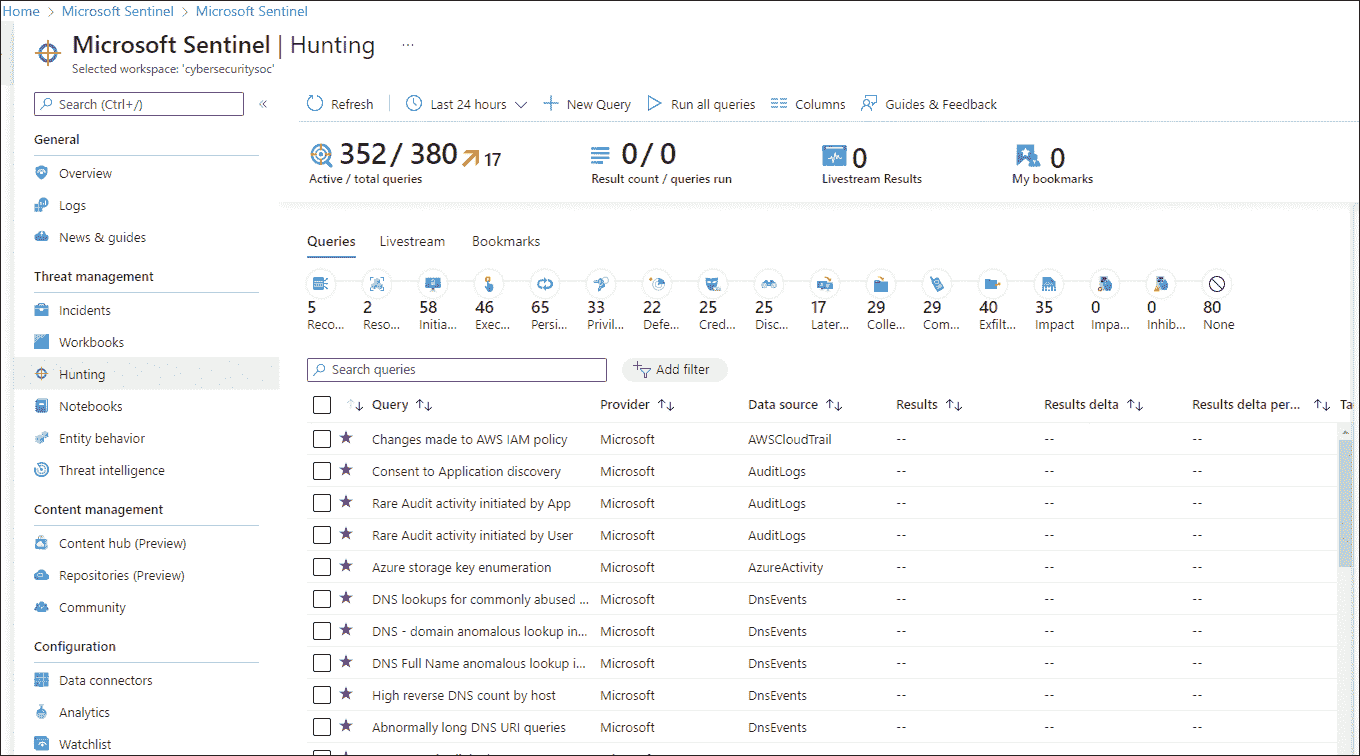 Home > Microsoft Sentinel > Microsoft Sentinel
Microsoft Sentinel | Hunting ...
Selected workspace: 'cybersecuritysoc'
Search (Ctrl+/) «
General
Overview
Logs
News & guides
Threat management
Incidents
Workbooks
Hunting
Notebooks
Entity behavior
Threat intelligence
Content management
Content hub (Preview)
Repositories (Preview)
Community
Configuration
Data connectors
Analytics
Watchlist
Refresh Last 24 hours New Query Run all queries Columns Guides & Feedback
352 / 380 17 0 / 0 0 0
Active / total queries Result count / queries run Livestream Results My bookmarks
Queries Livestream Bookmarks
5 2 58 46 65 33 22 25 25 17 29 29 40 35 0 0 80
Reco... Reso... Initia... Exec... Persi... Privil... Defe... Cred... Disc... Later... Colle... Com... Exfilt... Impact Impa... Inhib... None
Search queries Add filter
Query Provider Data source Results Results delta Results delta per... Ta
Changes made to AWS IAM policy Microsoft AWSCloudTrail -- -- --
Consent to Application discovery Microsoft AuditLogs -- -- --
Rare Audit activity initiated by App Microsoft AuditLogs -- -- --
Rare Audit activity initiated by User Microsoft AuditLogs -- -- --
Azure storage key enumeration Microsoft AzureActivity -- -- --
DNS lookups for commonly abused ... Microsoft DnsEvents -- -- --
DNS - domain anomalous lookup in... Microsoft DnsEvents -- -- --
DNS Full Name anomalous lookup i... Microsoft DnsEvents -- -- --
High reverse DNS count by host Microsoft DnsEvents -- -- --
Abnormally long DNS URI queries Microsoft DnsEvents -- -- --